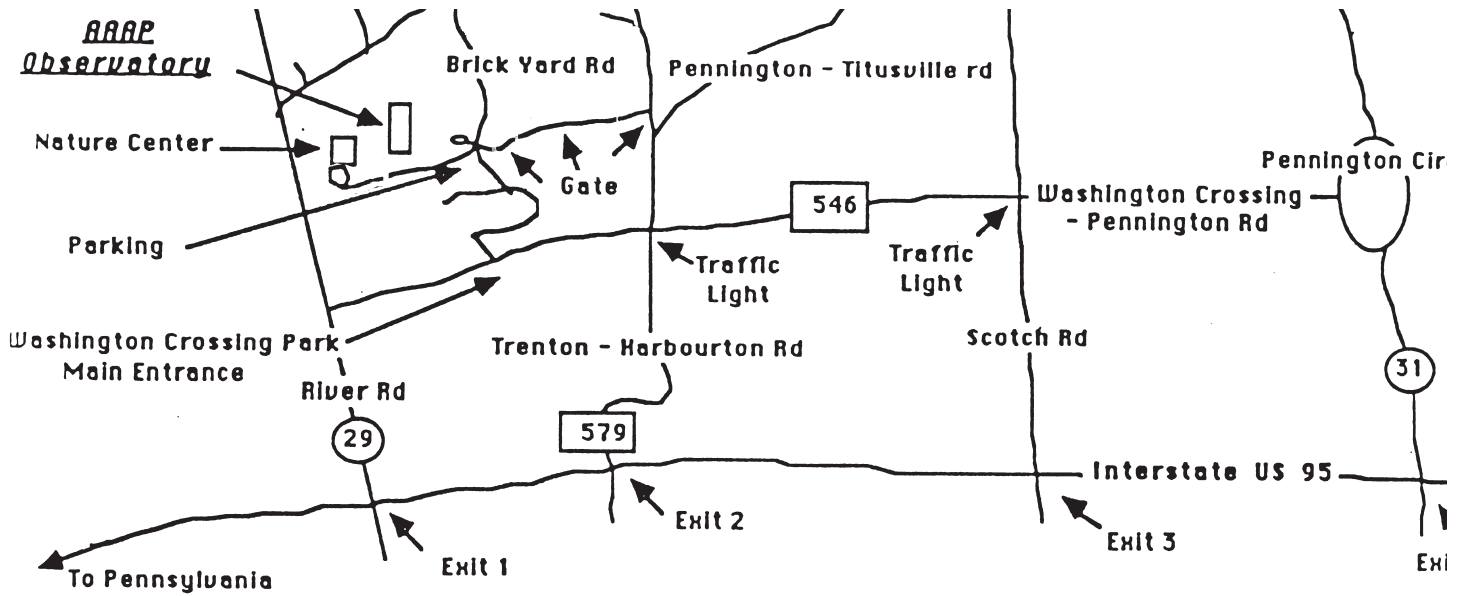 AAAP
Observatory
Brick Yard Rd
Pennington - Titusville rd
Nature Center
Pennington Cir
Gate
546
Washington Crossing
- Pennington Rd
Parking
Traffic
Light
Traffic
Light
Washington Crossing Park
Main Entrance
Trenton - Harbourton Rd
Scotch Rd
River Rd
31
29
579
Interstate US 95
Exit 2
Exit 3
Exit 1
Exi
To Pennsylvania